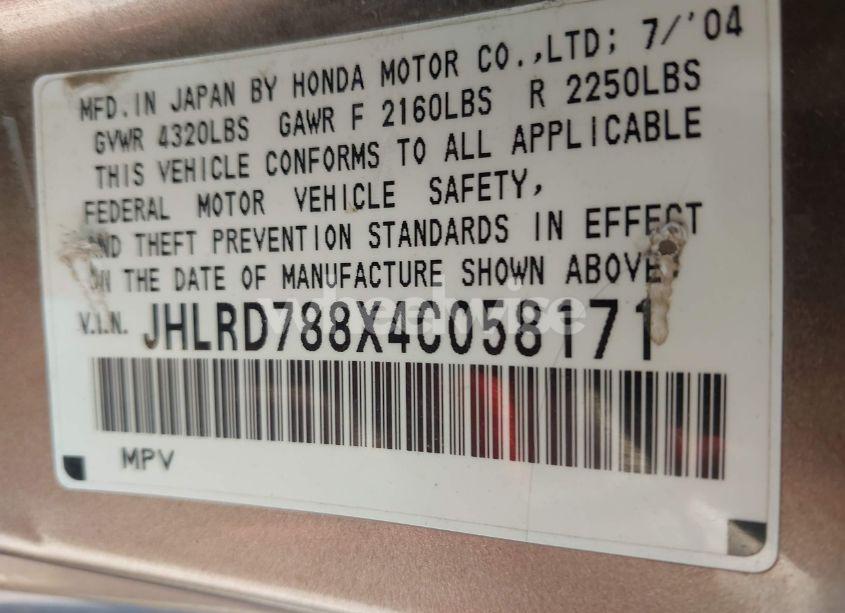 MFD.IN JAPAN BY HONDA MOTOR CO.,LTD; 7/'04
GVWR 4320LBS GAWR F 2160LBS R 2250LBS
THIS VEHICLE CONFORMS TO ALL APPLICABLE
FEDERAL MOTOR VEHICLE SAFETY,
AND THEFT PREVENTION STANDARDS IN EFFECT
ON THE DATE OF MANUFACTURE SHOWN ABOVE.
V.I.N. JHLRD788X4C058171
wheelwise
MPV